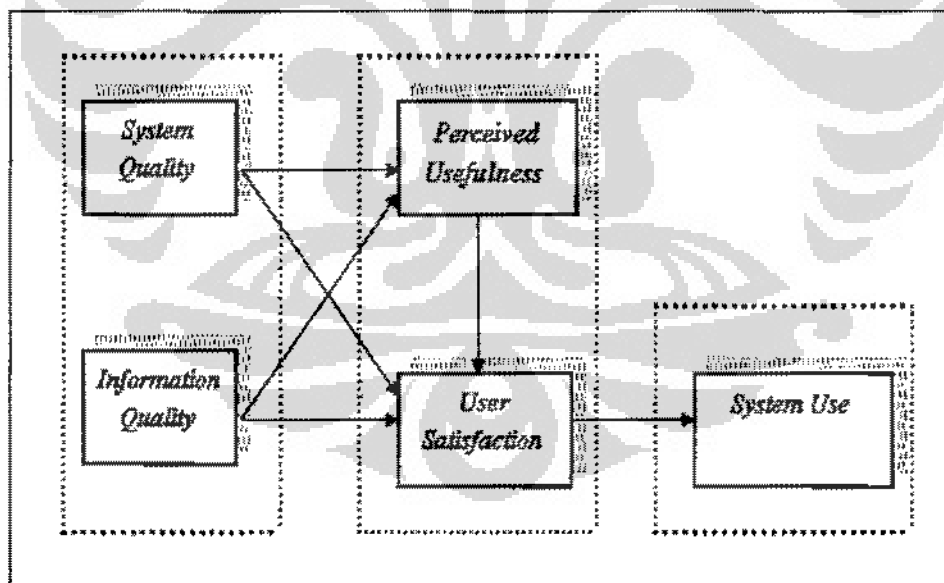 System
Quality
Perceived
Usefulness
Information
Quality
User
Satisfaction
System Use